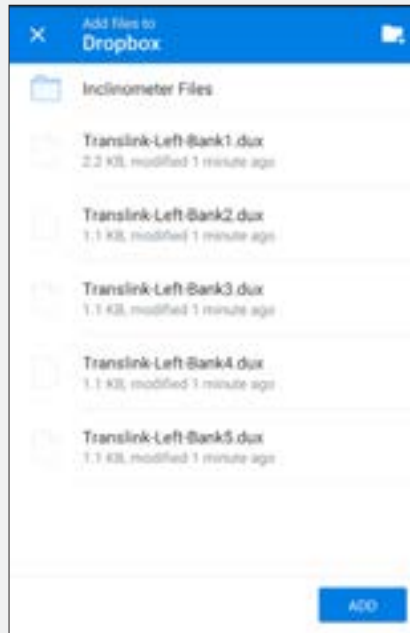 Add files to
Dropbox
Inclinometer Files
Translink-Left-Bank1.dux
2.2 KB, modified 1 minute ago
Translink-Left-Bank2.dux
1.1 KB, modified 1 minute ago
Translink-Left-Bank3.dux
1.1 KB, modified 1 minute ago
Translink-Left-Bank4.dux
1.1 KB, modified 1 minute ago
Translink-Left-Bank5.dux
1.1 KB, modified 1 minute ago
ADD